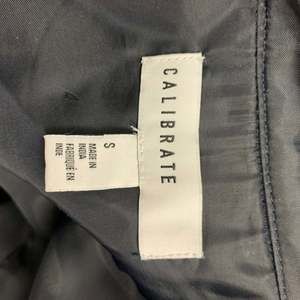 CALIBRATE
S
MADE IN
INDIA
FABRIQUÉ EN
INDE